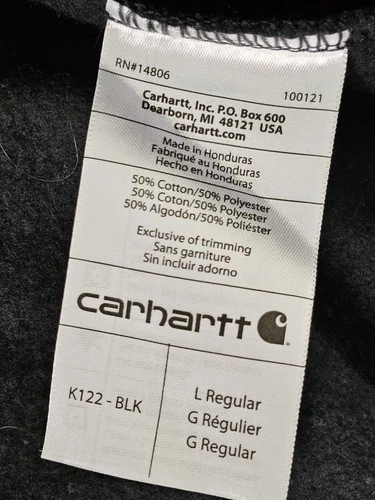 RN#14806
100121
Carhartt, Inc. P.O. Box 600
Dearborn, MI 48121 USA
carhartt.com
Made in Honduras
Fabriqué au Honduras
Hecho en Honduras
50% Cotton/50% Polyester
50% Coton/50% Polyester
50% Algodón/50% Poliéster
Exclusive of trimming
Sans garniture
Sin incluir adorno
carhartt
K122 - BLK
L Regular
G Régulier
G Regular